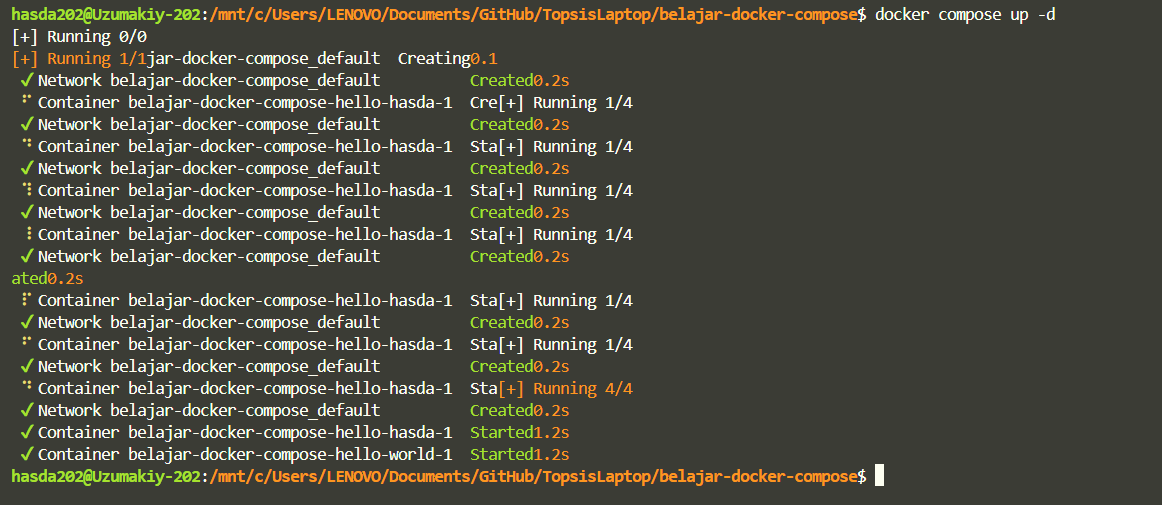 hasda202@Uzumakiy-202:/mnt/c/Users/LENOVO/Documents/GitHub/TopsisLaptop/belajar-docker-compose$ docker compose up -d
[+] Running 0/0
[+] Running 1/1jar-docker-compose_default  Creating0.1
✔ Network belajar-docker-compose_default          Created0.2s
⠋ Container belajar-docker-compose-hello-hasda-1  Cre[+] Running 1/4
✔ Network belajar-docker-compose_default          Created0.2s
⠙ Container belajar-docker-compose-hello-hasda-1  Sta[+] Running 1/4
✔ Network belajar-docker-compose_default          Created0.2s
⠹ Container belajar-docker-compose-hello-hasda-1  Sta[+] Running 1/4
✔ Network belajar-docker-compose_default          Created0.2s
⠸ Container belajar-docker-compose-hello-hasda-1  Sta[+] Running 1/4
✔ Network belajar-docker-compose_default          Created0.2s
ated0.2s
⠏ Container belajar-docker-compose-hello-hasda-1  Sta[+] Running 1/4
✔ Network belajar-docker-compose_default          Created0.2s
⠋ Container belajar-docker-compose-hello-hasda-1  Sta[+] Running 1/4
✔ Network belajar-docker-compose_default          Created0.2s
⠙ Container belajar-docker-compose-hello-hasda-1  Sta[+] Running 4/4
✔ Network belajar-docker-compose_default          Created0.2s
✔ Container belajar-docker-compose-hello-hasda-1  Started1.2s
✔ Container belajar-docker-compose-hello-world-1  Started1.2s
hasda202@Uzumakiy-202:/mnt/c/Users/LENOVO/Documents/GitHub/TopsisLaptop/belajar-docker-compose$